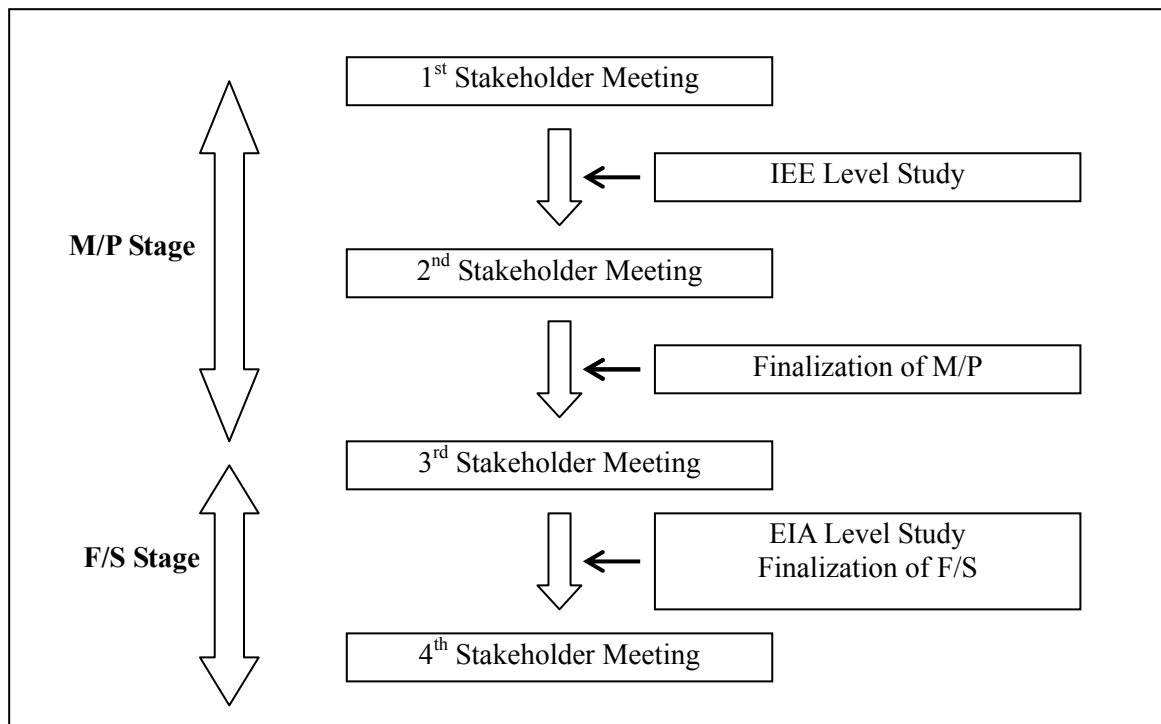 1st Stakeholder Meeting
IEE Level Study
M/P Stage
2nd Stakeholder Meeting
Finalization of M/P
3rd Stakeholder Meeting
F/S Stage
EIA Level Study
Finalization of F/S
4th Stakeholder Meeting